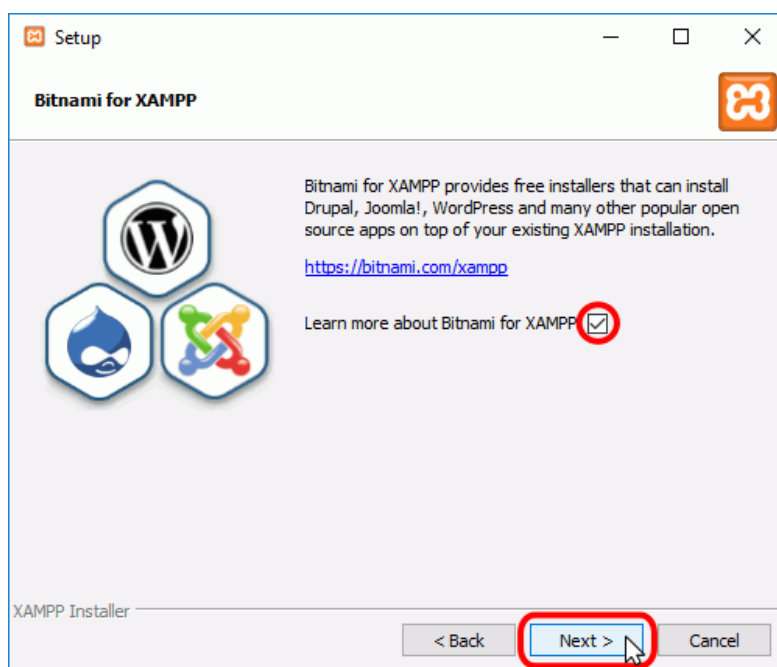 Setup
Bitnami for XAMPP
Bitnami for XAMPP provides free installers that can install
Drupal, Joomla!, WordPress and many other popular open
source apps on top of your existing XAMPP installation.
https://bitnami.com/xampp
Learn more about Bitnami for XAMPP
XAMPP Installer
< Back Next > Cancel